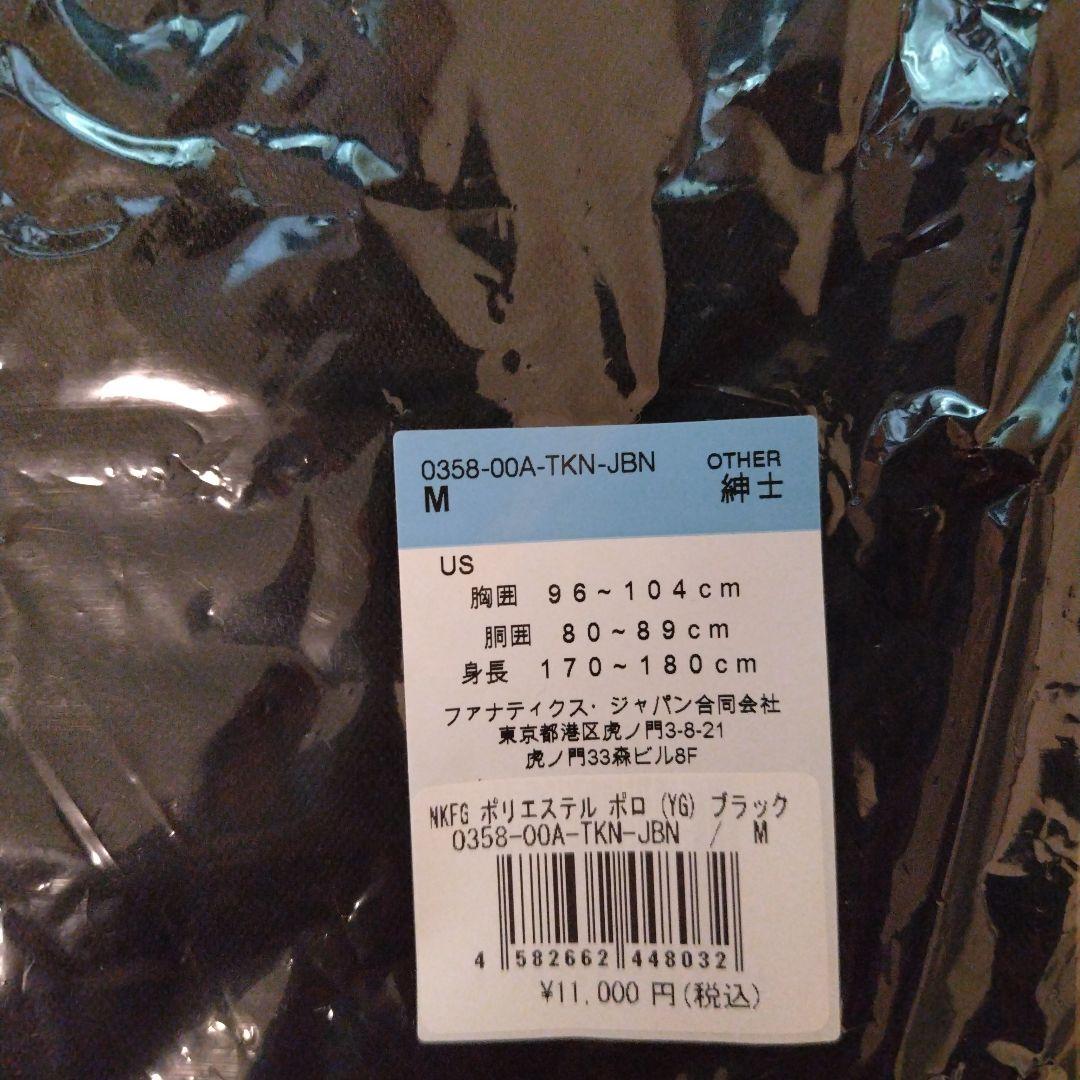 0358-00A-TKN-JBN OTHER
M 紳士
US
胸囲 96~104cm
胴囲 80~89cm
身長 170~180cm
ファナティクス・ジャパン合同会社
東京都港区虎ノ門3-8-21
虎ノ門33森ビル8F
NKFG ポリエステル ポロ (YG) ブラック
0358-00A-TKN-JBN / M
4 582662 448032
¥11,000 円(税込)